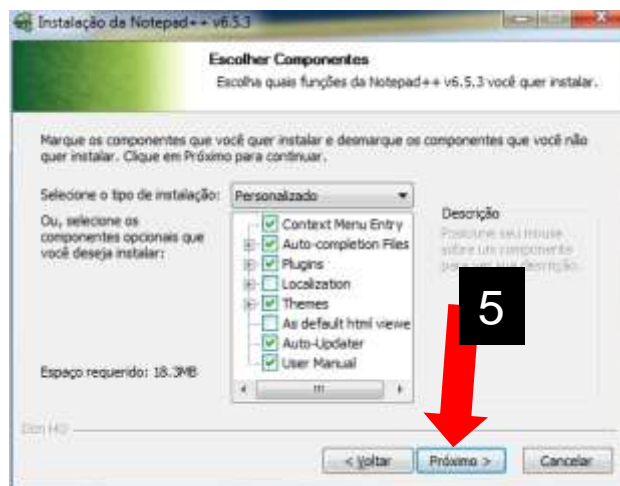 Instalação da Notepad++ v6.5.3
Escolher Componentes
Escolha quais funções da Notepad++ v6.5.3 você quer instalar.
Marque os componentes que você quer instalar e desmarque os componentes que você não
quer instalar. Clique em Próximo para continuar.
Selecione o tipo de instalação:
Personalizado
Ou, selecione os
componentes opcionais que
você deseja instalar:
Context Menu Entry
Auto-completion Files
Plugins
Localization
Themes
As default html viewe
Auto-Updater
User Manual
Descrição
Posicione seu mouse
sobre um componente
para ver sua descrição.
5
Espaço requerido: 18.3MB
Don HO
< Voltar
Próximo >
Cancelar